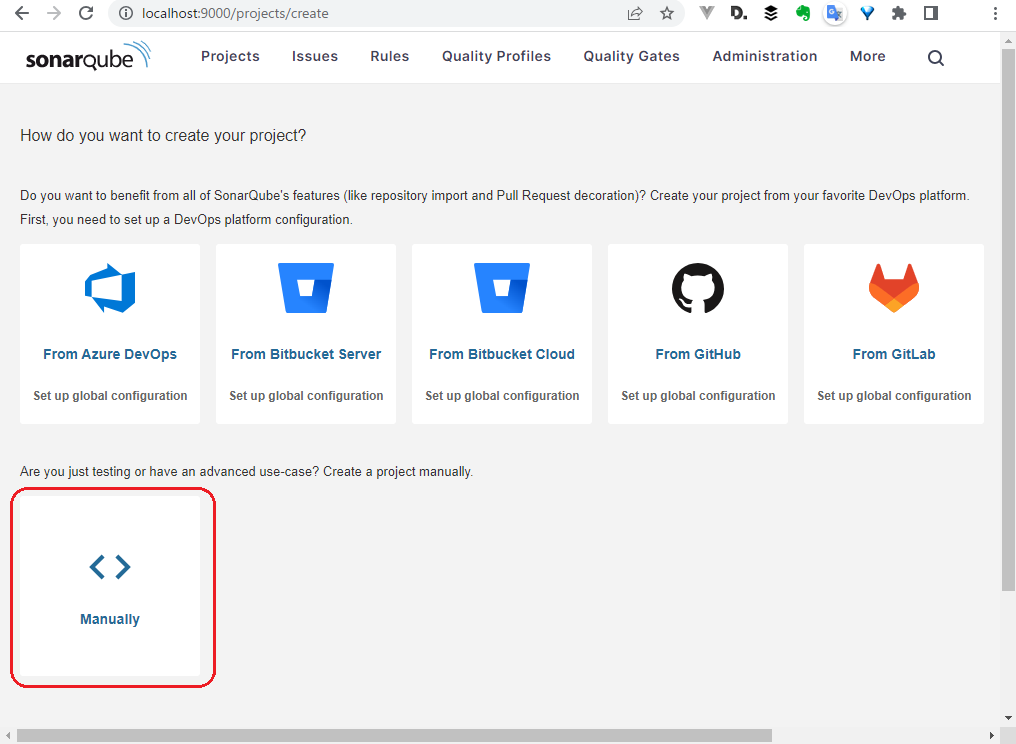 localhost:9000/projects/create
sonarqube
Projects Issues Rules Quality Profiles Quality Gates Administration More
How do you want to create your project?
Do you want to benefit from all of SonarQube's features (like repository import and Pull Request decoration)? Create your project from your favorite DevOps platform.
First, you need to set up a DevOps platform configuration.
From Azure DevOps From Bitbucket Server From Bitbucket Cloud From GitHub From GitLab
Set up global configuration Set up global configuration Set up global configuration Set up global configuration Set up global configuration
Are you just testing or have an advanced use-case? Create a project manually.
Manually